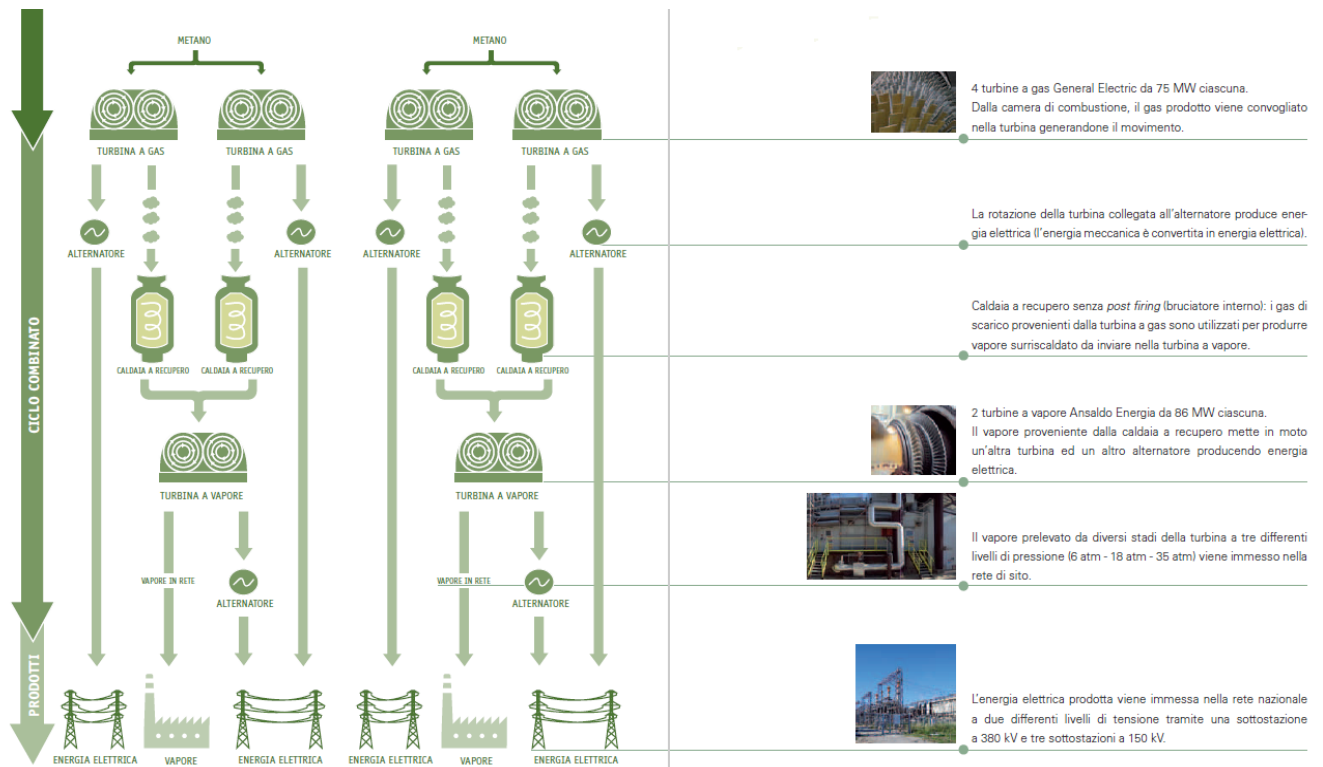 METANO
METANO
TURBINA A GAS
TURBINA A GAS
TURBINA A GAS
TURBINA A GAS
ALTERNATORE
ALTERNATORE
ALTERNATORE
ALTERNATORE
CALDAIA A RECUPERO
CALDAIA A RECUPERO
CALDAIA A RECUPERO
CALDAIA A RECUPERO
CICLO COMBINATO
TURBINA A VAPORE
TURBINA A VAPORE
VAPORE IN RETE
VAPORE IN RETE
ALTERNATORE
ALTERNATORE
PRODOTTI
ENERGIA ELETTRICA
VAPORE
ENERGIA ELETTRICA
ENERGIA ELETTRICA
VAPORE
ENERGIA ELETTRICA
4 turbine a gas General Electric da 75 MW ciascuna.
Dalla camera di combustione, il gas prodotto viene convogliato
nella turbina generandone il movimento.
La rotazione della turbina collegata all'alternatore produce ener-
gia elettrica (l'energia meccanica è convertita in energia elettrica).
Caldaia a recupero senza post firing (bruciatore interno): i gas di
scarico provenienti dalla turbina a gas sono utilizzati per produrre
vapore surriscaldato da inviare nella turbina a vapore.
2 turbine a vapore Ansaldo Energia da 86 MW ciascuna.
Il vapore proveniente dalla caldaia a recupero mette in moto
un'altra turbina ed un altro alternatore producendo energia
elettrica.
Il vapore prelevato da diversi stadi della turbina a tre differenti
livelli di pressione (6 atm - 18 atm - 35 atm) viene immesso nella
rete di sito.
L'energia elettrica prodotta viene immessa nella rete nazionale
a due differenti livelli di tensione tramite una sottostazione
a 380 kV e tre sottostazioni a 150 kV.